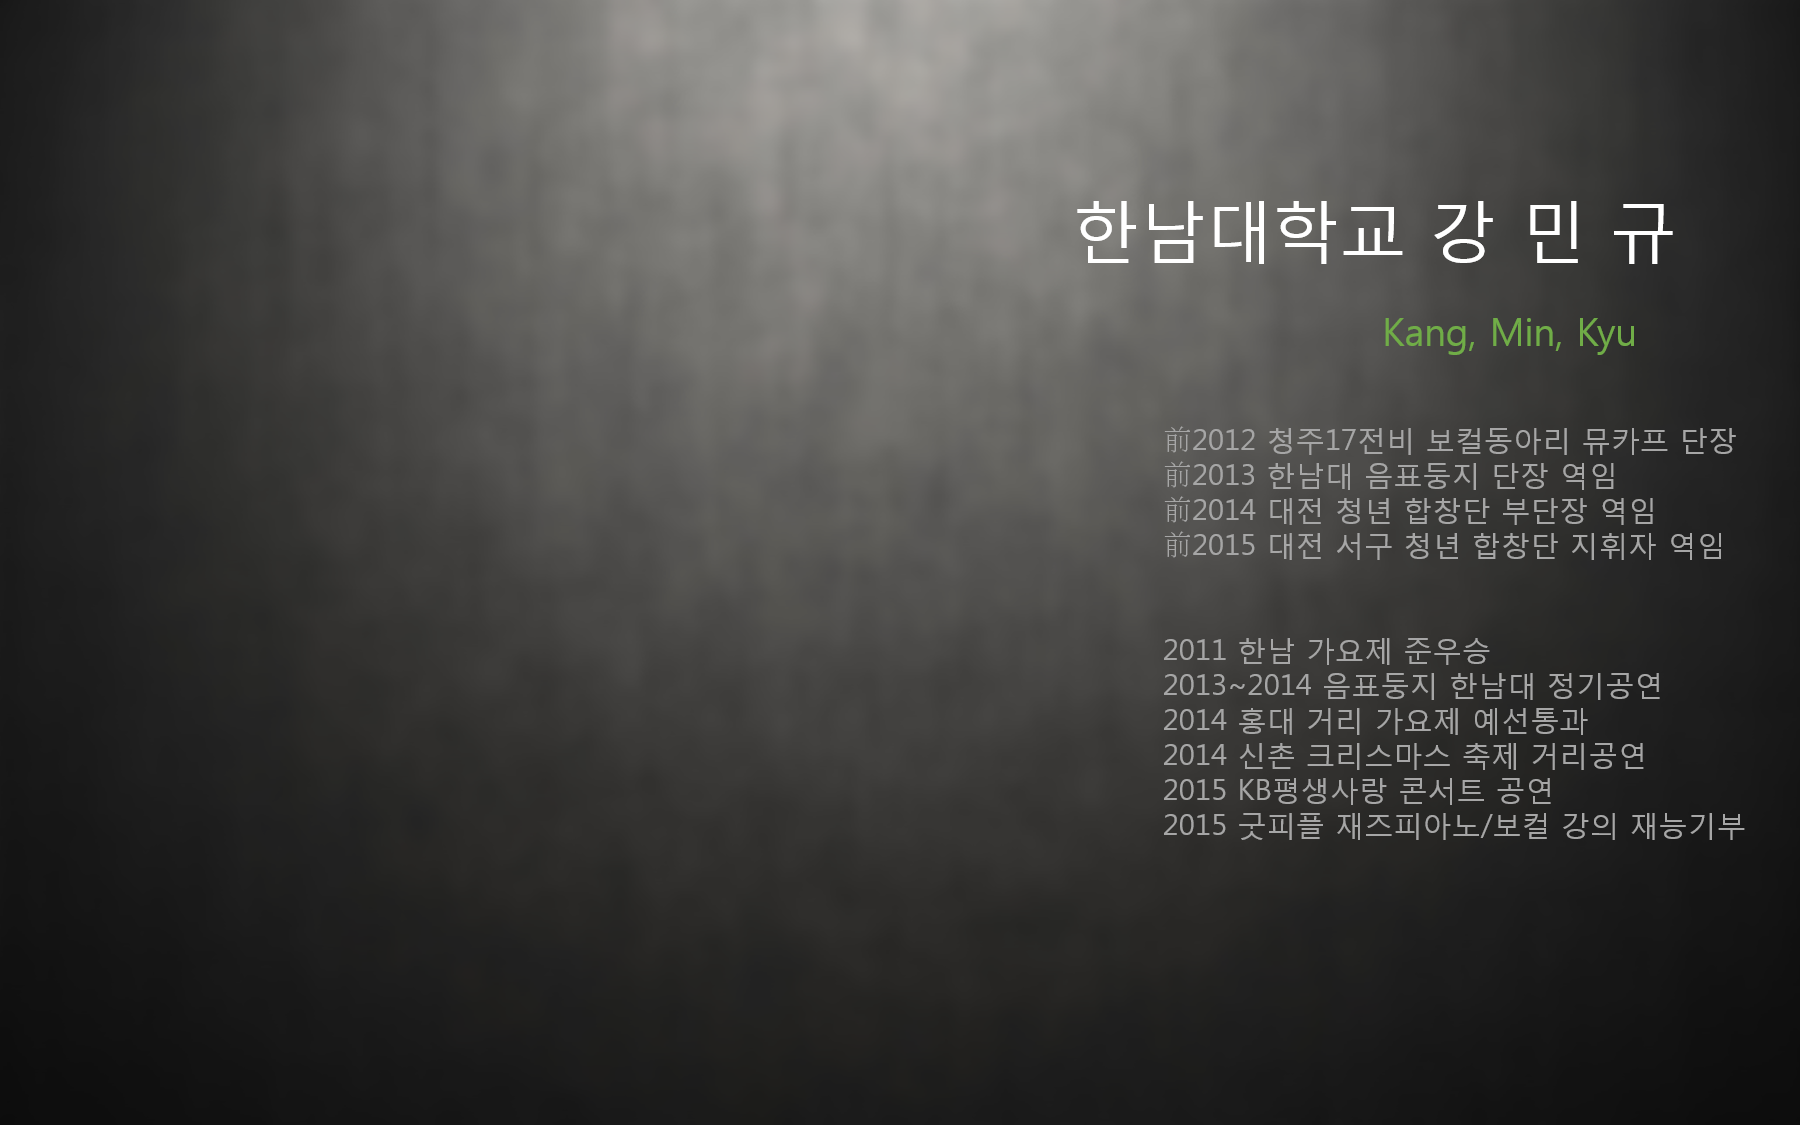 한남대학교 강 민 규
Kang, Min, Kyu
前2012 청주17전비 보컬동아리 뮤카프 단장
前2013 한남대 음표둥지 단장 역임
前2014 대전 청년 합창단 부단장 역임
前2015 대전 서구 청년 합창단 지휘자 역임
2011 한남 가요제 준우승
2013~2014 음표둥지 한남대 정기공연
2014 홍대 거리 가요제 예선통과
2014 신촌 크리스마스 축제 거리공연
2015 KB평생사랑 콘서트 공연
2015 굿피플 재즈피아노/보컬 강의 재능기부